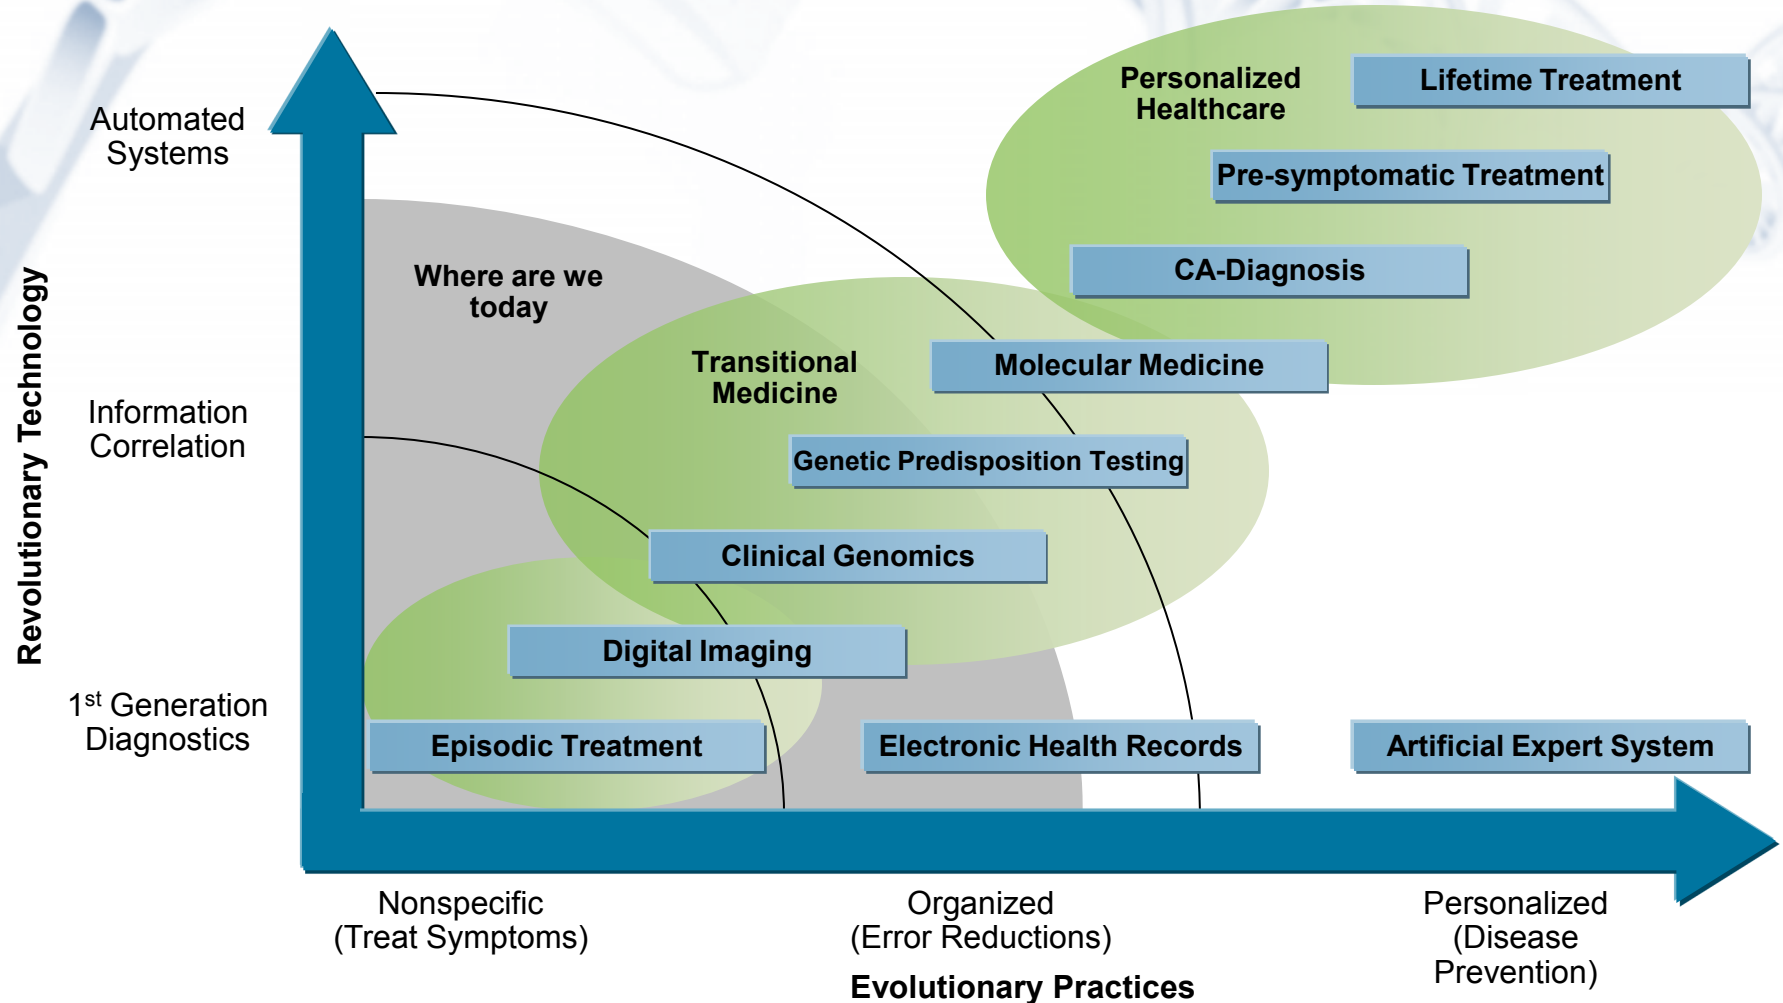 Personalized
Healthcare
Lifetime Treatment
Automated
Systems
Pre-symptomatic Treatment
CA-Diagnosis
Where are we
today
Transitional
Medicine
Molecular Medicine
Revolutionary Technology
Information
Correlation
Genetic Predisposition Testing
Clinical Genomics
Digital Imaging
1st Generation
Diagnostics
Episodic Treatment
Electronic Health Records
Artificial Expert System
Nonspecific
(Treat Symptoms)
Organized
(Error Reductions)
Personalized
(Disease
Prevention)
Evolutionary Practices